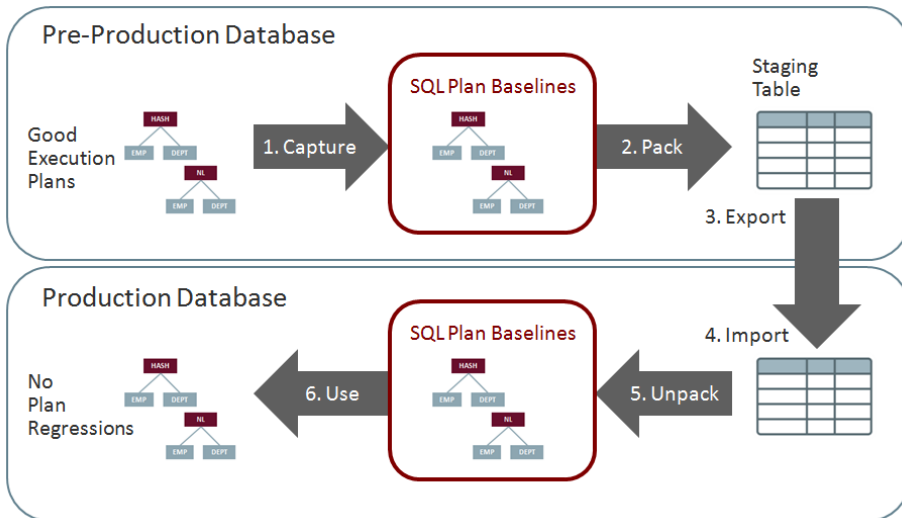 Pre-Production Database
Good
Execution
Plans
HASH
EMP
DEPT
NL
EMP
DEPT
1. Capture
SQL Plan Baselines
HASH
EMP
DEPT
NL
EMP
DEPT
2. Pack
Staging
Table
3. Export
Production Database
4. Import
5. Unpack
SQL Plan Baselines
HASH
EMP
DEPT
NL
EMP
DEPT
6. Use
HASH
EMP
DEPT
NL
EMP
DEPT
No
Plan
Regressions